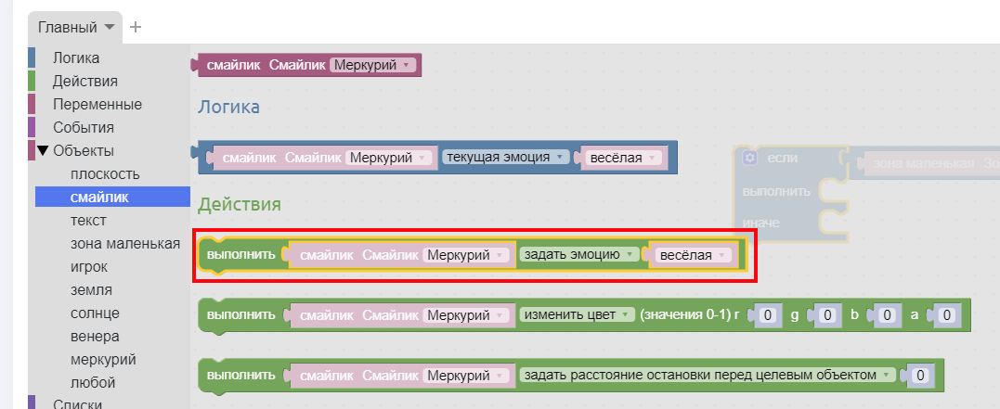 Главный +
Логика
Действия
Переменные
События
Объекты
плоскость
смайлик
текст
зона маленькая
игрок
земля
солнце
венера
меркурий
любой
Списки
смайлик Смайлик Меркурий
Логика
смайлик Смайлик Меркурий текущая эмоция весёлая
Действия
выполнить смайлик Смайлик Меркурий задать эмоцию весёлая
выполнить смайлик Смайлик Меркурий изменить цвет (значения 0-1) r 0 g 0 b 0 a 0
выполнить смайлик Смайлик Меркурий задать расстояние остановки перед целевым объектом 0
если зона маленькая Зо
выполнить
иначе